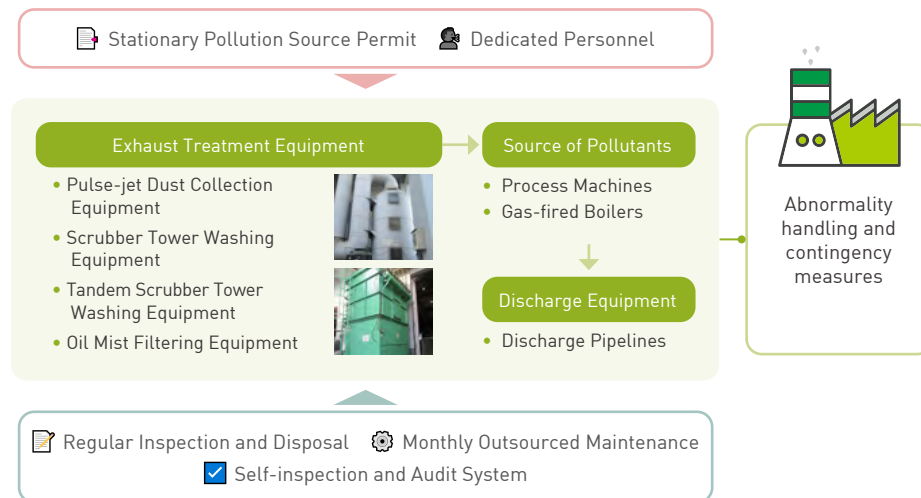 Stationary Pollution Source Permit Dedicated Personnel
Exhaust Treatment Equipment
• Pulse-jet Dust Collection
Equipment
• Scrubber Tower Washing
Equipment
• Tandem Scrubber Tower
Washing Equipment
• Oil Mist Filtering Equipment
Source of Pollutants
• Process Machines
• Gas-fired Boilers
Discharge Equipment
• Discharge Pipelines
Abnormality
handling and
contingency
measures
Regular Inspection and Disposal Monthly Outsourced Maintenance
Self-inspection and Audit System